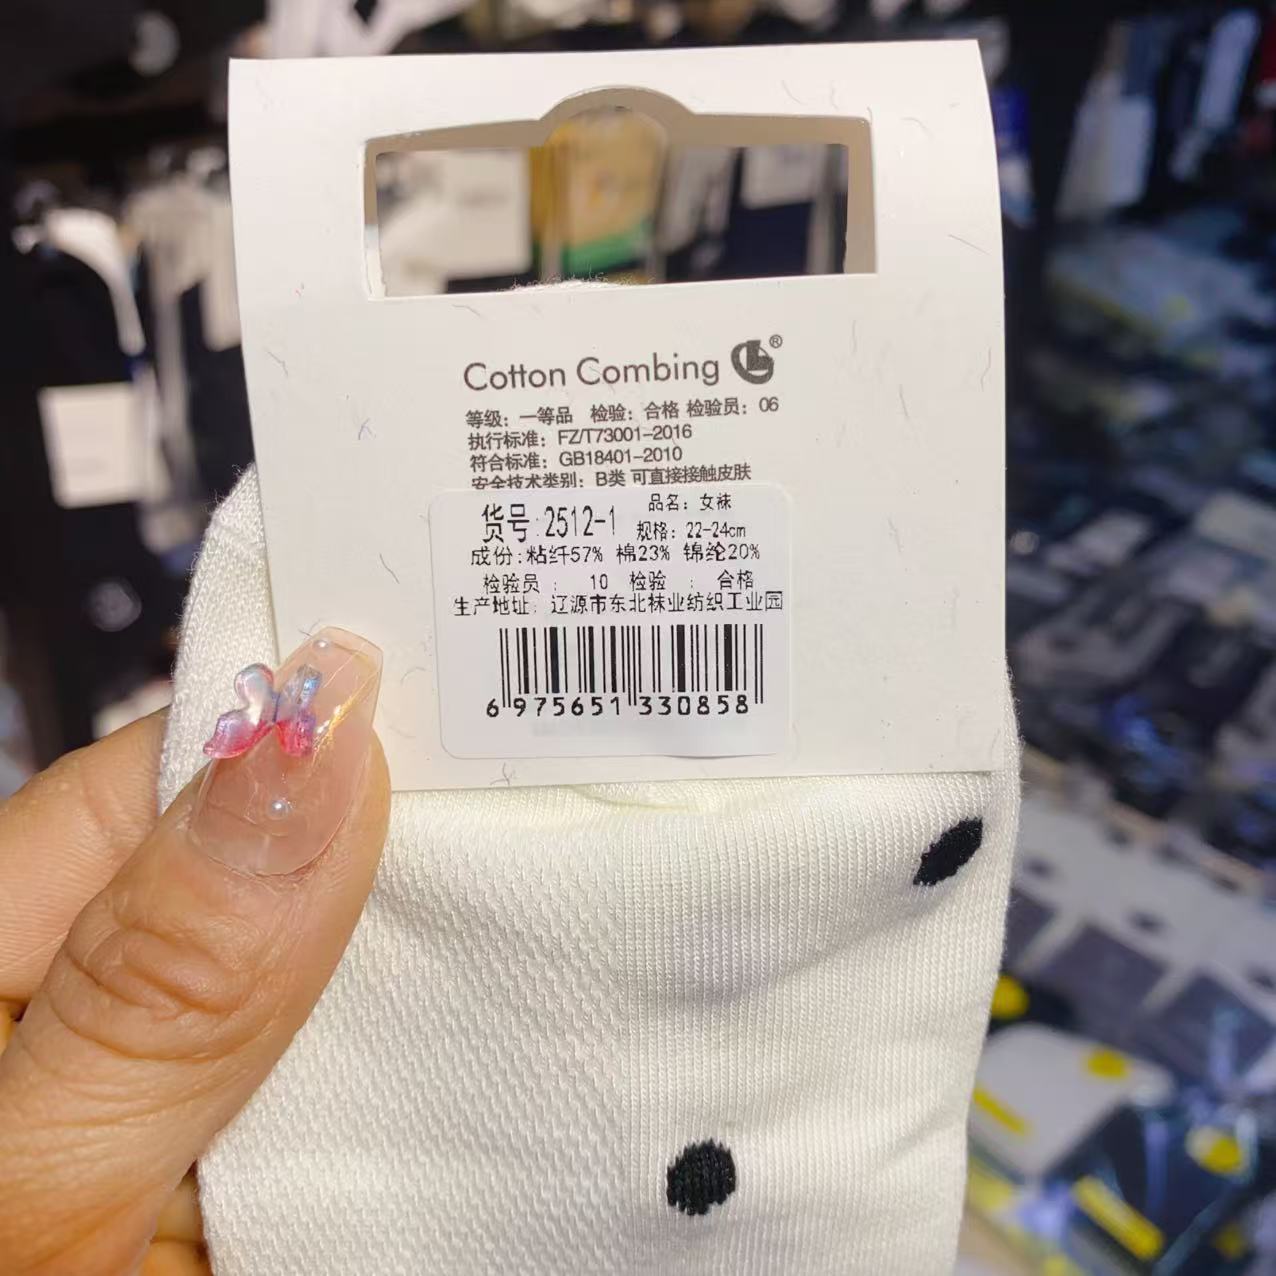 Cotton Combing ®
等级：一等品 检验：合格 检验员：06
执行标准：FZ/T73001-2016
符合标准：GB18401-2010
安全技术类别：B类 可直接接触皮肤
品名：女袜
货号:2512-1
规格：22-24cm
成份:粘纤57% 棉23% 锦纶20%
检验员： 10 检验： 合格
生产地址：辽源市东北袜业纺织工业园
6 975651 330858